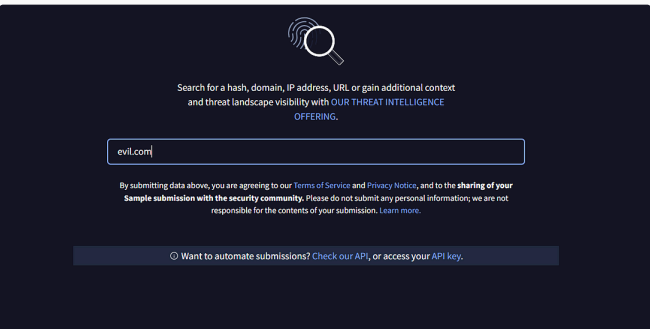 Search for a hash, domain, IP address, URL or gain additional context
and threat landscape visibility with OUR THREAT INTELLIGENCE
OFFERING.
evil.com
By submitting data above, you are agreeing to our Terms of Service and Privacy Notice, and to the sharing of your
Sample submission with the security community. Please do not submit any personal information; we are not
responsible for the contents of your submission. Learn more.
Want to automate submissions? Check our API, or access your API key.